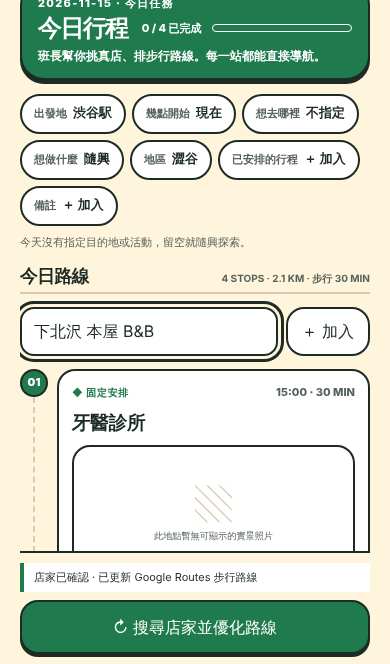 2026-11-15 · 今日任務
今日行程 0 / 4 已完成
班長幫你挑真店、排步行路線。每一站都能直接導航。
出發地 渋谷駅 幾點開始 現在 想去哪裡 不指定
想做什麼 隨興 地區 澀谷 已安排的行程 ＋ 加入
備註 ＋ 加入
今天沒有指定目的地或活動，留空就隨興探索。
今日路線 4 STOPS · 2.1 KM · 步行 30 MIN
下北沢 本屋 B&B ＋ 加入
01 ◆ 固定安排 15:00 · 30 MIN
牙醫診所
此地點暫無可顯示的實景照片
店家已確認 · 已更新 Google Routes 步行路線
↻ 搜尋店家並優化路線